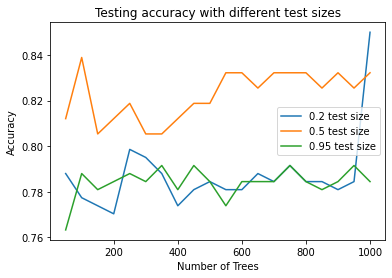 Testing accuracy with different test sizes
Accuracy
0.84
0.82
0.80
0.78
0.76
0.2 test size
0.5 test size
0.95 test size
200
400
600
800
1000
Number of Trees